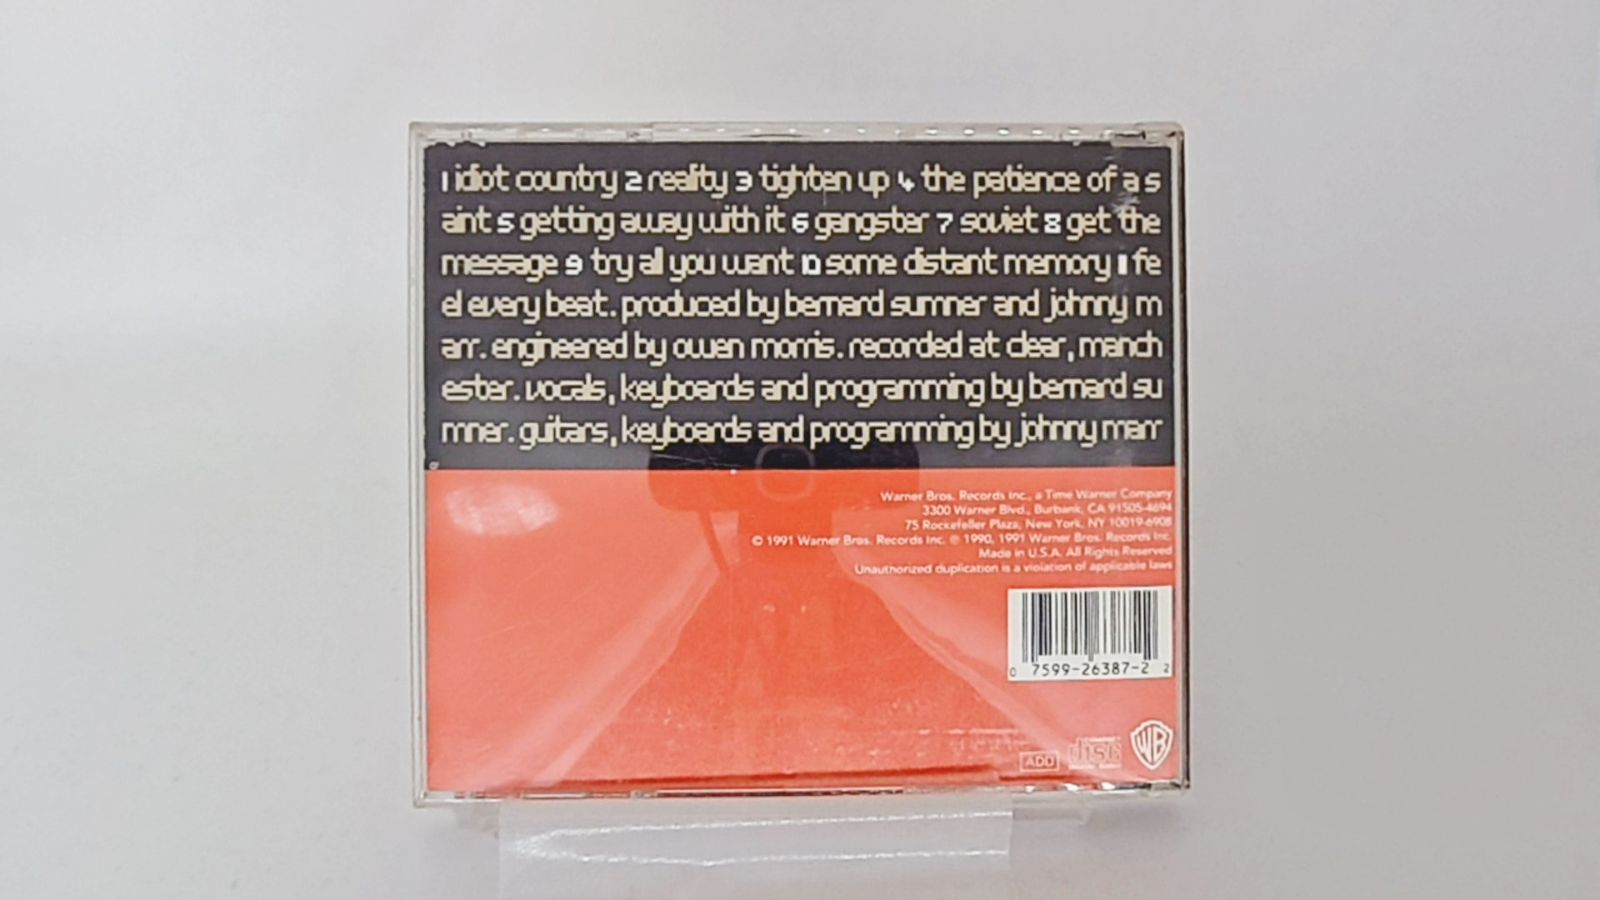 1 idiot country 2 reality 3 tighten up 4 the patience of a s
aint 5 getting away with it 6 gangster 7 soviet 8 get the
message 9 try all you want 10 some distant memory 11 fe
el every beat. produced by bernard sumner and johnny m
arr. engineered by owen morris. recorded at clear, manch
ester. vocals, keyboards and programming by bernard su
mner. guitars, keyboards and programming by johnny marr
Warner Bros. Records Inc., a Time Warner Company
3300 Warner Blvd., Burbank, CA 91505-4694
75 Rockefeller Plaza, New York, NY 10019-6908
© 1991 Warner Bros. Records Inc. ℗ 1990, 1991 Warner Bros. Records Inc.
Made in U.S.A. All Rights Reserved
Unauthorized duplication is a violation of applicable laws
0 7599-26387-2 2
ADD
disc
WB